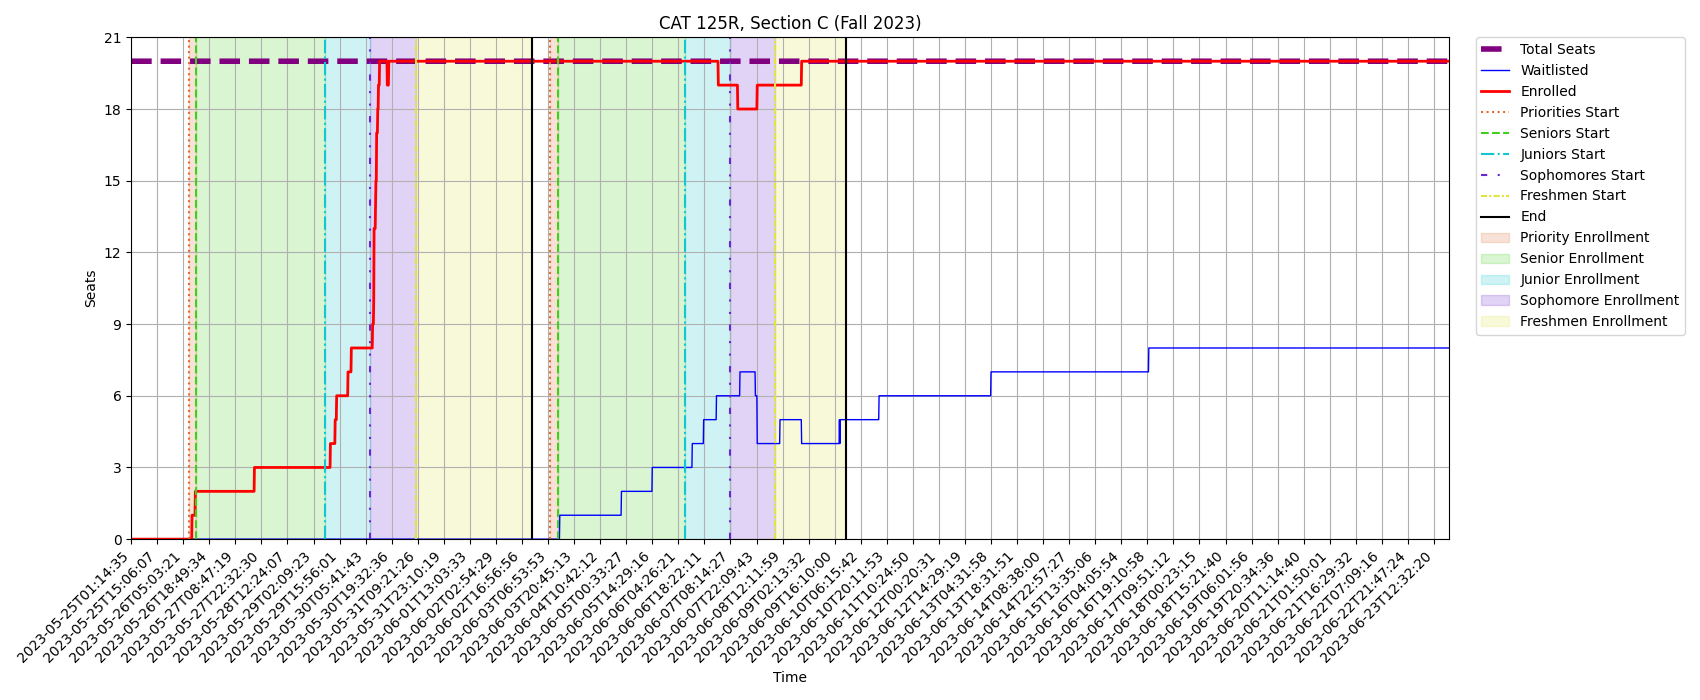 CAT 125R, Section C (Fall 2023)
21
18
15
12
9
6
3
0
Seats
2023-05-25T01:14:35
2023-05-25T15:06:07
2023-05-26T05:03:21
2023-05-26T18:49:34
2023-05-27T08:47:19
2023-05-27T22:32:30
2023-05-28T12:24:07
2023-05-29T02:09:23
2023-05-29T15:56:01
2023-05-30T05:41:43
2023-05-30T19:32:36
2023-05-31T09:21:26
2023-05-31T23:10:19
2023-06-01T13:03:33
2023-06-02T02:54:29
2023-06-02T16:56:56
2023-06-03T06:53:53
2023-06-03T20:45:13
2023-06-04T10:42:12
2023-06-05T00:33:27
2023-06-05T14:29:16
2023-06-06T04:26:21
2023-06-06T18:22:11
2023-06-07T08:14:27
2023-06-07T22:09:43
2023-06-08T12:11:59
2023-06-09T02:13:32
2023-06-09T16:10:00
2023-06-10T06:15:42
2023-06-10T20:11:53
2023-06-11T10:24:50
2023-06-12T00:20:31
2023-06-12T14:29:19
2023-06-13T04:31:58
2023-06-13T18:31:51
2023-06-14T08:38:00
2023-06-14T22:57:27
2023-06-15T13:35:06
2023-06-16T04:05:54
2023-06-16T19:10:58
2023-06-17T09:51:12
2023-06-18T00:23:15
2023-06-18T15:21:40
2023-06-19T06:01:56
2023-06-19T20:34:36
2023-06-20T11:14:40
2023-06-21T01:50:01
2023-06-21T16:29:32
2023-06-22T07:09:16
2023-06-22T21:47:24
2023-06-23T12:32:20
Time
Total Seats
Waitlisted
Enrolled
Priorities Start
Seniors Start
Juniors Start
Sophomores Start
Freshmen Start
End
Priority Enrollment
Senior Enrollment
Junior Enrollment
Sophomore Enrollment
Freshmen Enrollment